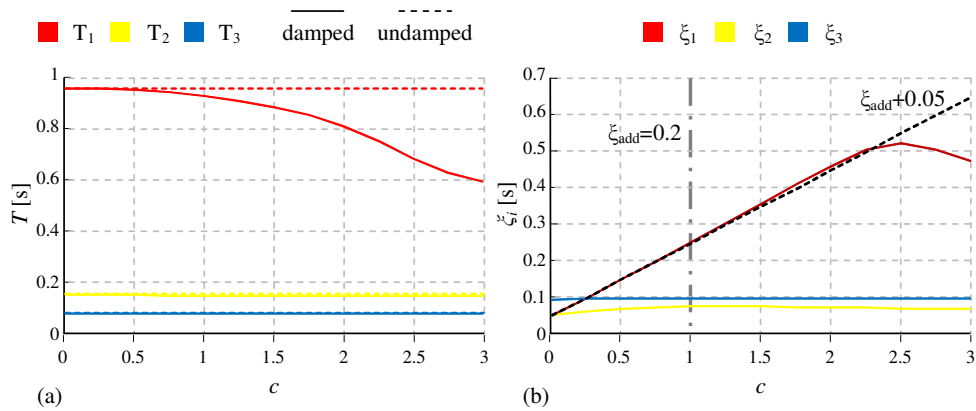 T₁ T₂ T₃ damped undamped
ξ₁ ξ₂ ξ₃
1
0.8
0.6
0.4
0.2
0
T [s]
0 0.5 1 1.5 2 2.5 3
c
(a)
0.7
0.6
0.5
0.4
0.3
0.2
0.1
0
ξᵢ [s]
ξadd=0.2
ξadd+0.05
0 0.5 1 1.5 2 2.5 3
c
(b)